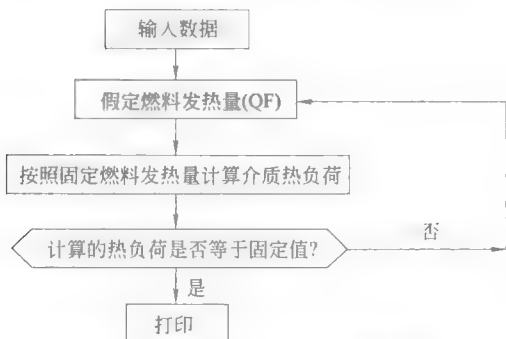 输入数据
假定燃料发热量(QF)
按照固定燃料发热量计算介质热负荷
计算的热负荷是否等于固定值?
否
是
打印